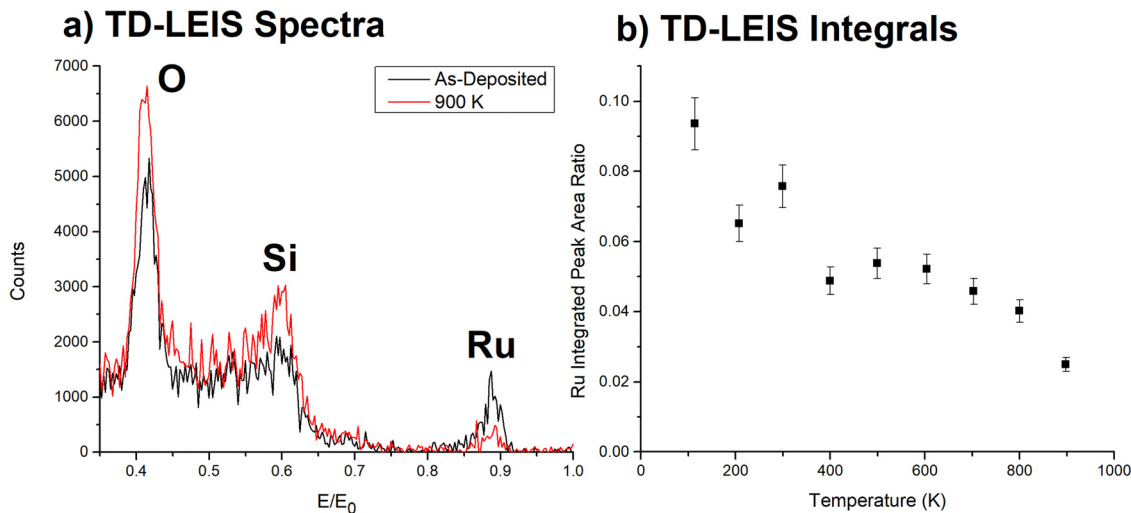 a) TD-LEIS Spectra
7000
6000
5000
4000
3000
2000
1000
0
Counts
O
Si
Ru
As-Deposited
900 K
0.4
0.5
0.6
0.7
0.8
0.9
1.0
E/E0
b) TD-LEIS Integrals
0.10
0.08
0.06
0.04
0.02
0.00
Ru Integrated Peak Area Ratio
0
200
400
600
800
1000
Temperature (K)